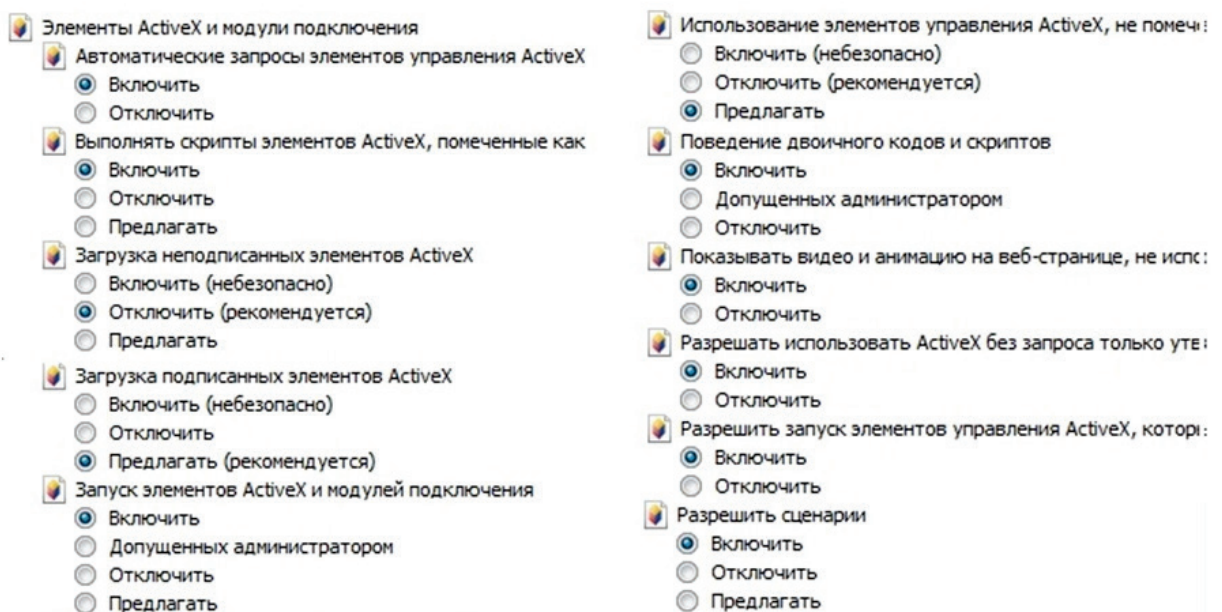 Элементы ActiveX и модули подключения
Автоматические запросы элементов управления ActiveX
Включить
Отключить
Выполнять скрипты элементов ActiveX, помеченные как
Включить
Отключить
Предлагать
Загрузка неподписанных элементов ActiveX
Включить (небезопасно)
Отключить (рекомендуется)
Предлагать
Загрузка подписанных элементов ActiveX
Включить (небезопасно)
Отключить
Предлагать (рекомендуется)
Запуск элементов ActiveX и модулей подключения
Включить
Допущенных администратором
Отключить
Предлагать
Использование элементов управления ActiveX, не
Включить (небезопасно)
Отключить (рекомендуется)
Предлагать
Поведение двоичного кодов и скриптов
Включить
Допущенных администратором
Отключить
Показывать видео и анимацию на веб-странице, не
Включить
Отключить
Разрешать использовать ActiveX без запроса только
Включить
Отключить
Разрешить запуск элементов управления ActiveX,
Включить
Отключить
Разрешить сценарии
Включить
Отключить
Предлагать